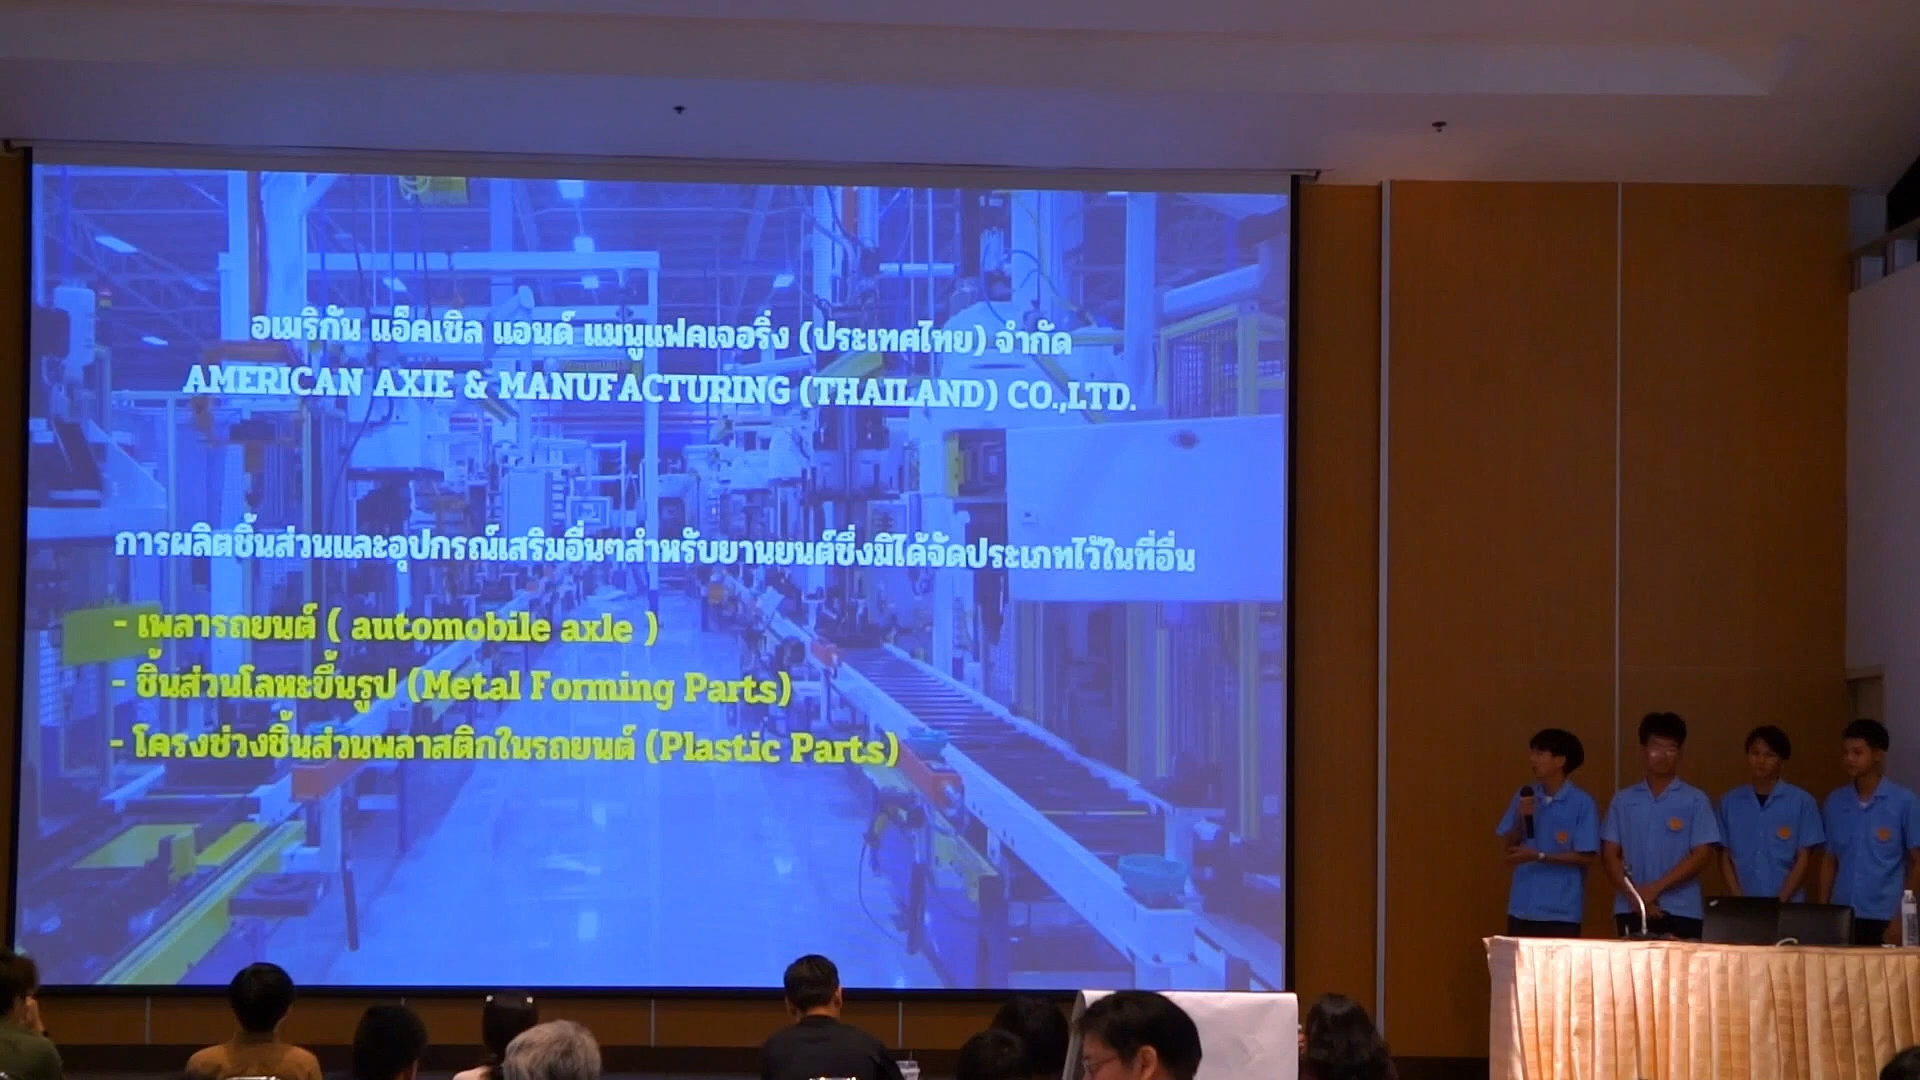 อเมริกัน แอ็คเซิล แอนด์ แมนูแฟคเจอริ่ง (ประเทศไทย) จำกัด
AMERICAN AXIE & MANUFACTURING (THAILAND) CO.,LTD.
การผลิตชิ้นส่วนและอุปกรณ์เสริมอื่นๆสำหรับยานยนต์ซึ่งมิได้จัดประเภทไว้ในที่อื่น
- เพลารถยนต์ ( automobile axle )
- ชิ้นส่วนโลหะขึ้นรูป (Metal Forming Parts)
- โครงช่วงชิ้นส่วนพลาสติกในรถยนต์ (Plastic Parts)